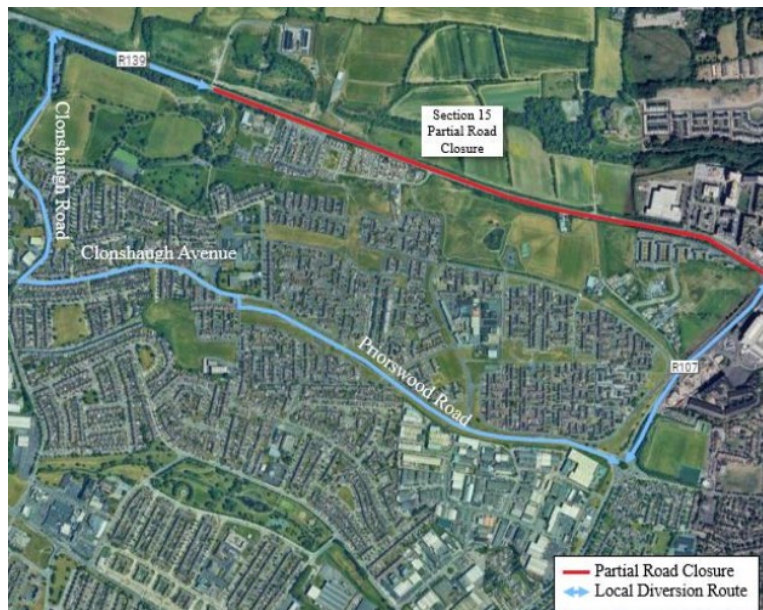 R139
Section 15
Partial Road
Closure
Clonshaugh Road
Clonshaugh Avenue
Priorswood Road
R107
Partial Road Closure
Local Diversion Route